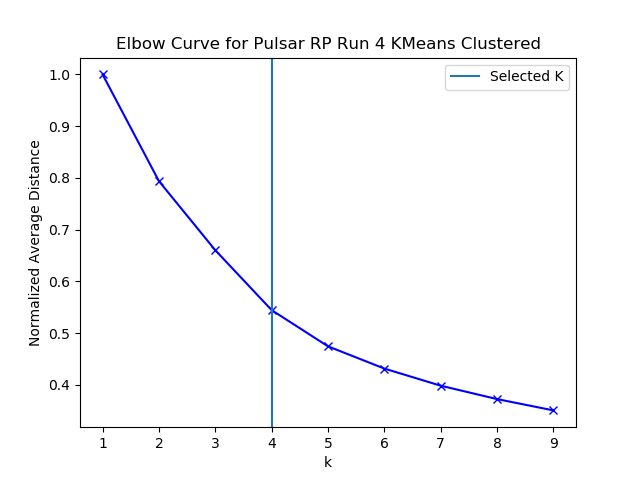 Elbow Curve for Pulsar RP Run 4 KMeans Clustered
Selected K
Normalized Average Distance
1.0
0.9
0.8
0.7
0.6
0.5
0.4
1 2 3 4 5 6 7 8 9
k